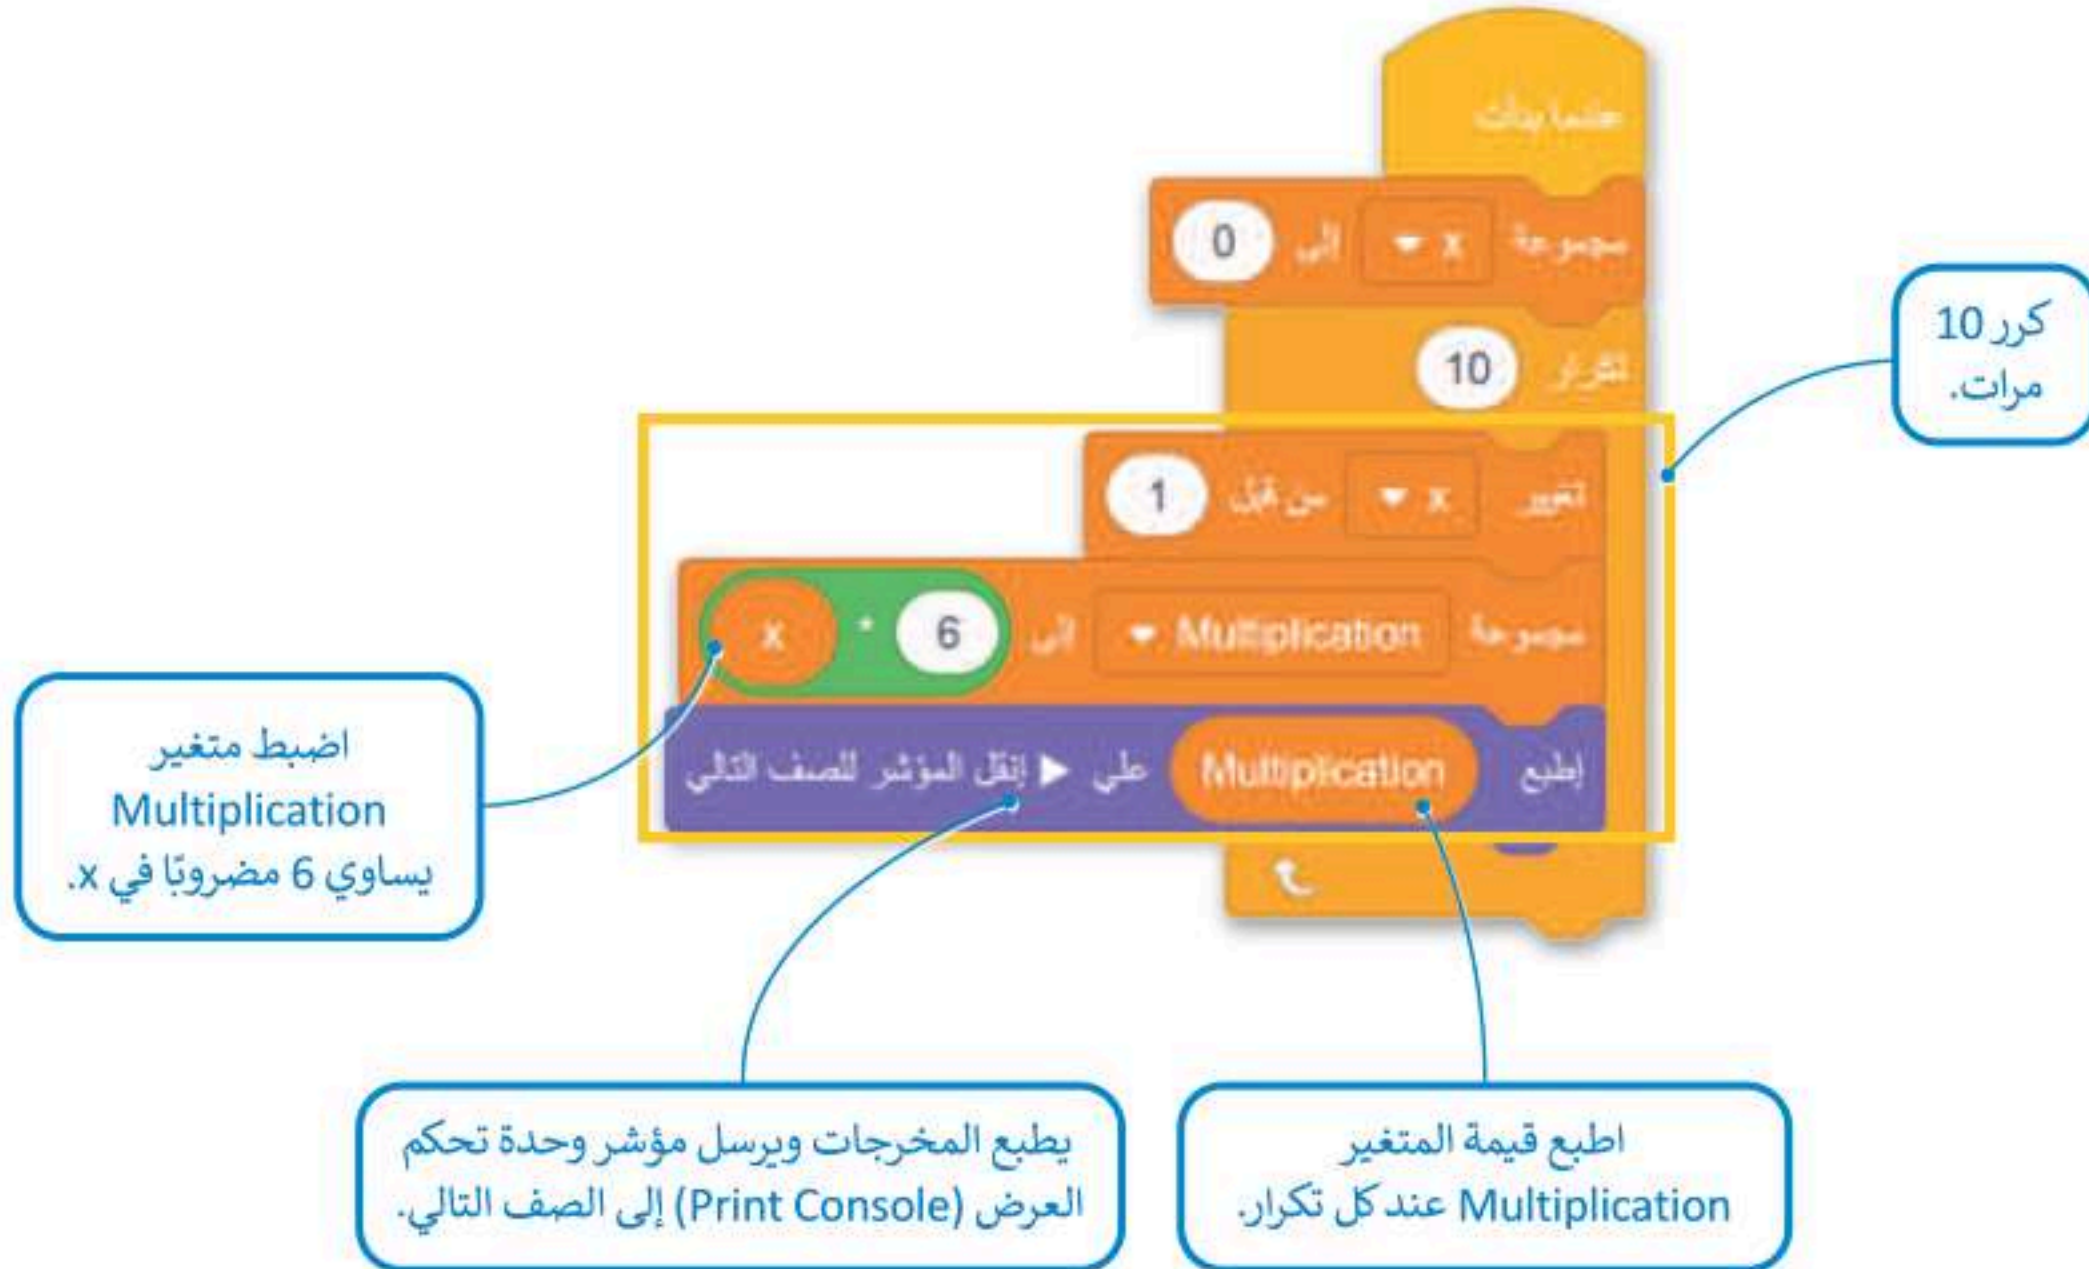 عندما بدأت
مجموعة x إلى 0
تكرار 10
كرر 10
مرات.
تغيير x من قبل 1
مجموعة Multiplication إلى 6 * x
إطبع Multiplication علي إنقل المؤشر للصف التالي
اضبط متغير
Multiplication
يساوي 6 مضروبًا في x.
يطبع المخرجات ويرسل مؤشر وحدة تحكم
العرض (Print Console) إلى الصف التالي.
اطبع قيمة المتغير
Multiplication عند كل تكرار.